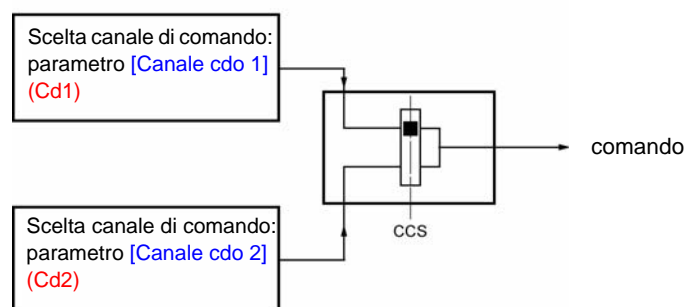 Scelta canale di comando:
parametro [Canale cdo 1]
(Cd1)
comando
Scelta canale di comando:
parametro [Canale cdo 2]
(Cd2)
CCS